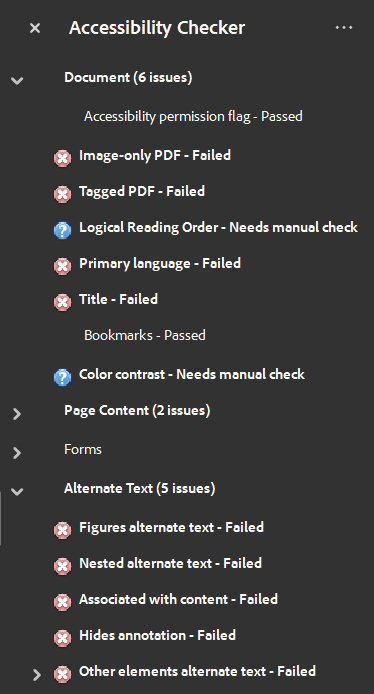 Accessibility Checker
Document (6 issues)
Accessibility permission flag - Passed
Image-only PDF - Failed
Tagged PDF - Failed
Logical Reading Order - Needs manual check
Primary language - Failed
Title - Failed
Bookmarks - Passed
Color contrast - Needs manual check
Page Content (2 issues)
Forms
Alternate Text (5 issues)
Figures alternate text - Failed
Nested alternate text - Failed
Associated with content - Failed
Hides annotation - Failed
Other elements alternate text - Failed